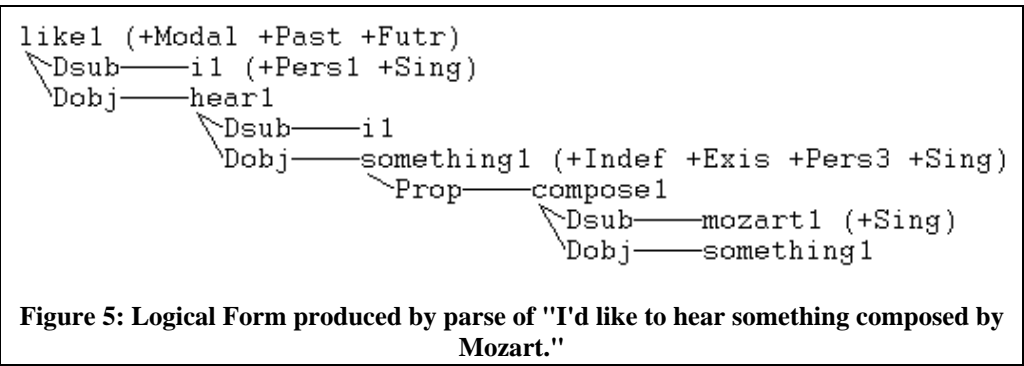 like1 (+Modal +Past +Futr)
Dsub i1 (+Pers1 +Sing)
Dobj hear1
Dsub i1
Dobj something1 (+Indef +Exis +Pers3 +Sing)
Prop compose1
Dsub mozart1 (+Sing)
Dobj something1
Figure 5: Logical Form produced by parse of "I'd like to hear something composed by
Mozart."